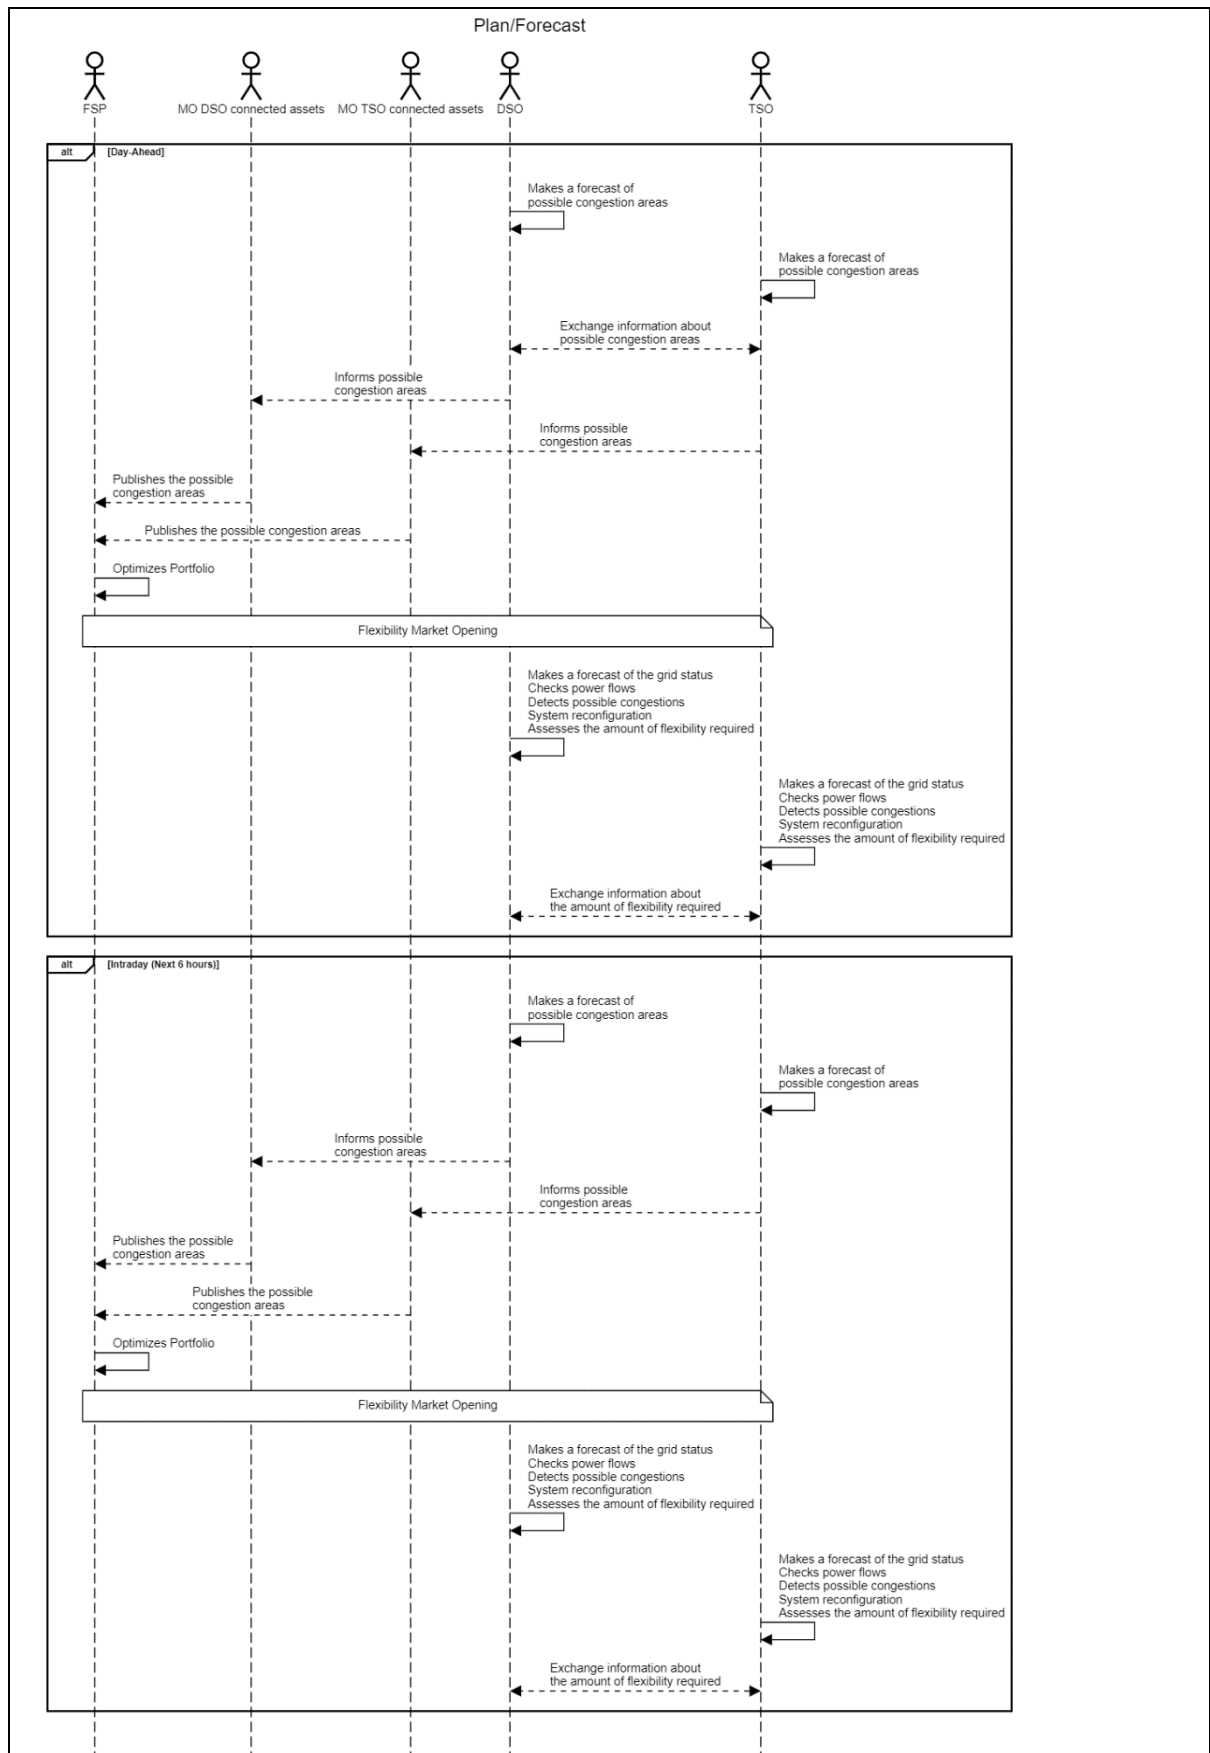 Plan/Forecast
FSP
MO DSO connected assets
MO TSO connected assets
DSO
TSO
alt
[Day-Ahead]
Makes a forecast of
possible congestion areas
Makes a forecast of
possible congestion areas
Exchange information about
possible congestion areas
Informs possible
congestion areas
Informs possible
congestion areas
Publishes the possible
congestion areas
Publishes the possible congestion areas
Optimizes Portfolio
Flexibility Market Opening
Makes a forecast of the grid status
Checks power flows
Detects possible congestions
System reconfiguration
Assesses the amount of flexibility required
Makes a forecast of the grid status
Checks power flows
Detects possible congestions
System reconfiguration
Assesses the amount of flexibility required
Exchange information about
the amount of flexibility required
alt
[Intraday (Next 6 hours)]
Makes a forecast of
possible congestion areas
Makes a forecast of
possible congestion areas
Informs possible
congestion areas
Informs possible
congestion areas
Publishes the possible
congestion areas
Publishes the possible
congestion areas
Optimizes Portfolio
Flexibility Market Opening
Makes a forecast of the grid status
Checks power flows
Detects possible congestions
System reconfiguration
Assesses the amount of flexibility required
Makes a forecast of the grid status
Checks power flows
Detects possible congestions
System reconfiguration
Assesses the amount of flexibility required
Exchange information about
the amount of flexibility required